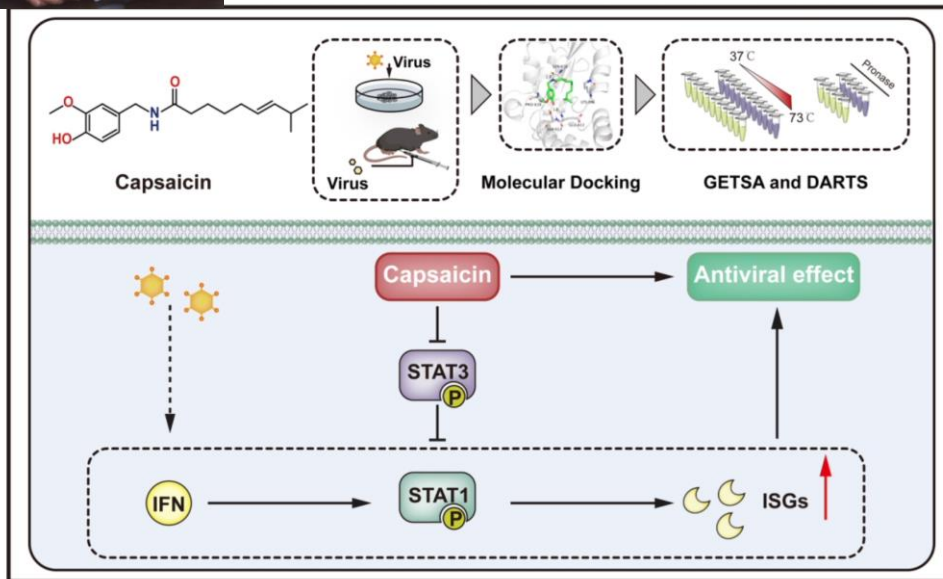 O
O
N
H
HO
Capsaicin
Virus
Virus
Molecular Docking
37℃
73℃
Pronase
GETSA and DARTS
Capsaicin
Antiviral effect
STAT3
P
IFN
STAT1
P
ISGs